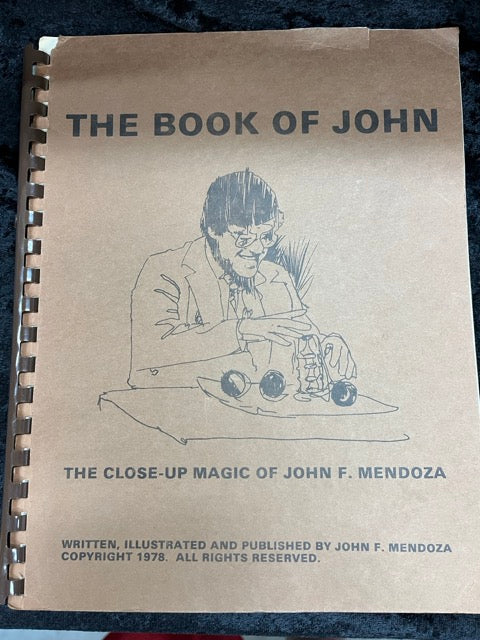 THE BOOK OF JOHN
THE CLOSE-UP MAGIC OF JOHN F. MENDOZA
WRITTEN, ILLUSTRATED AND PUBLISHED BY JOHN F. MENDOZA
COPYRIGHT 1978. ALL RIGHTS RESERVED.